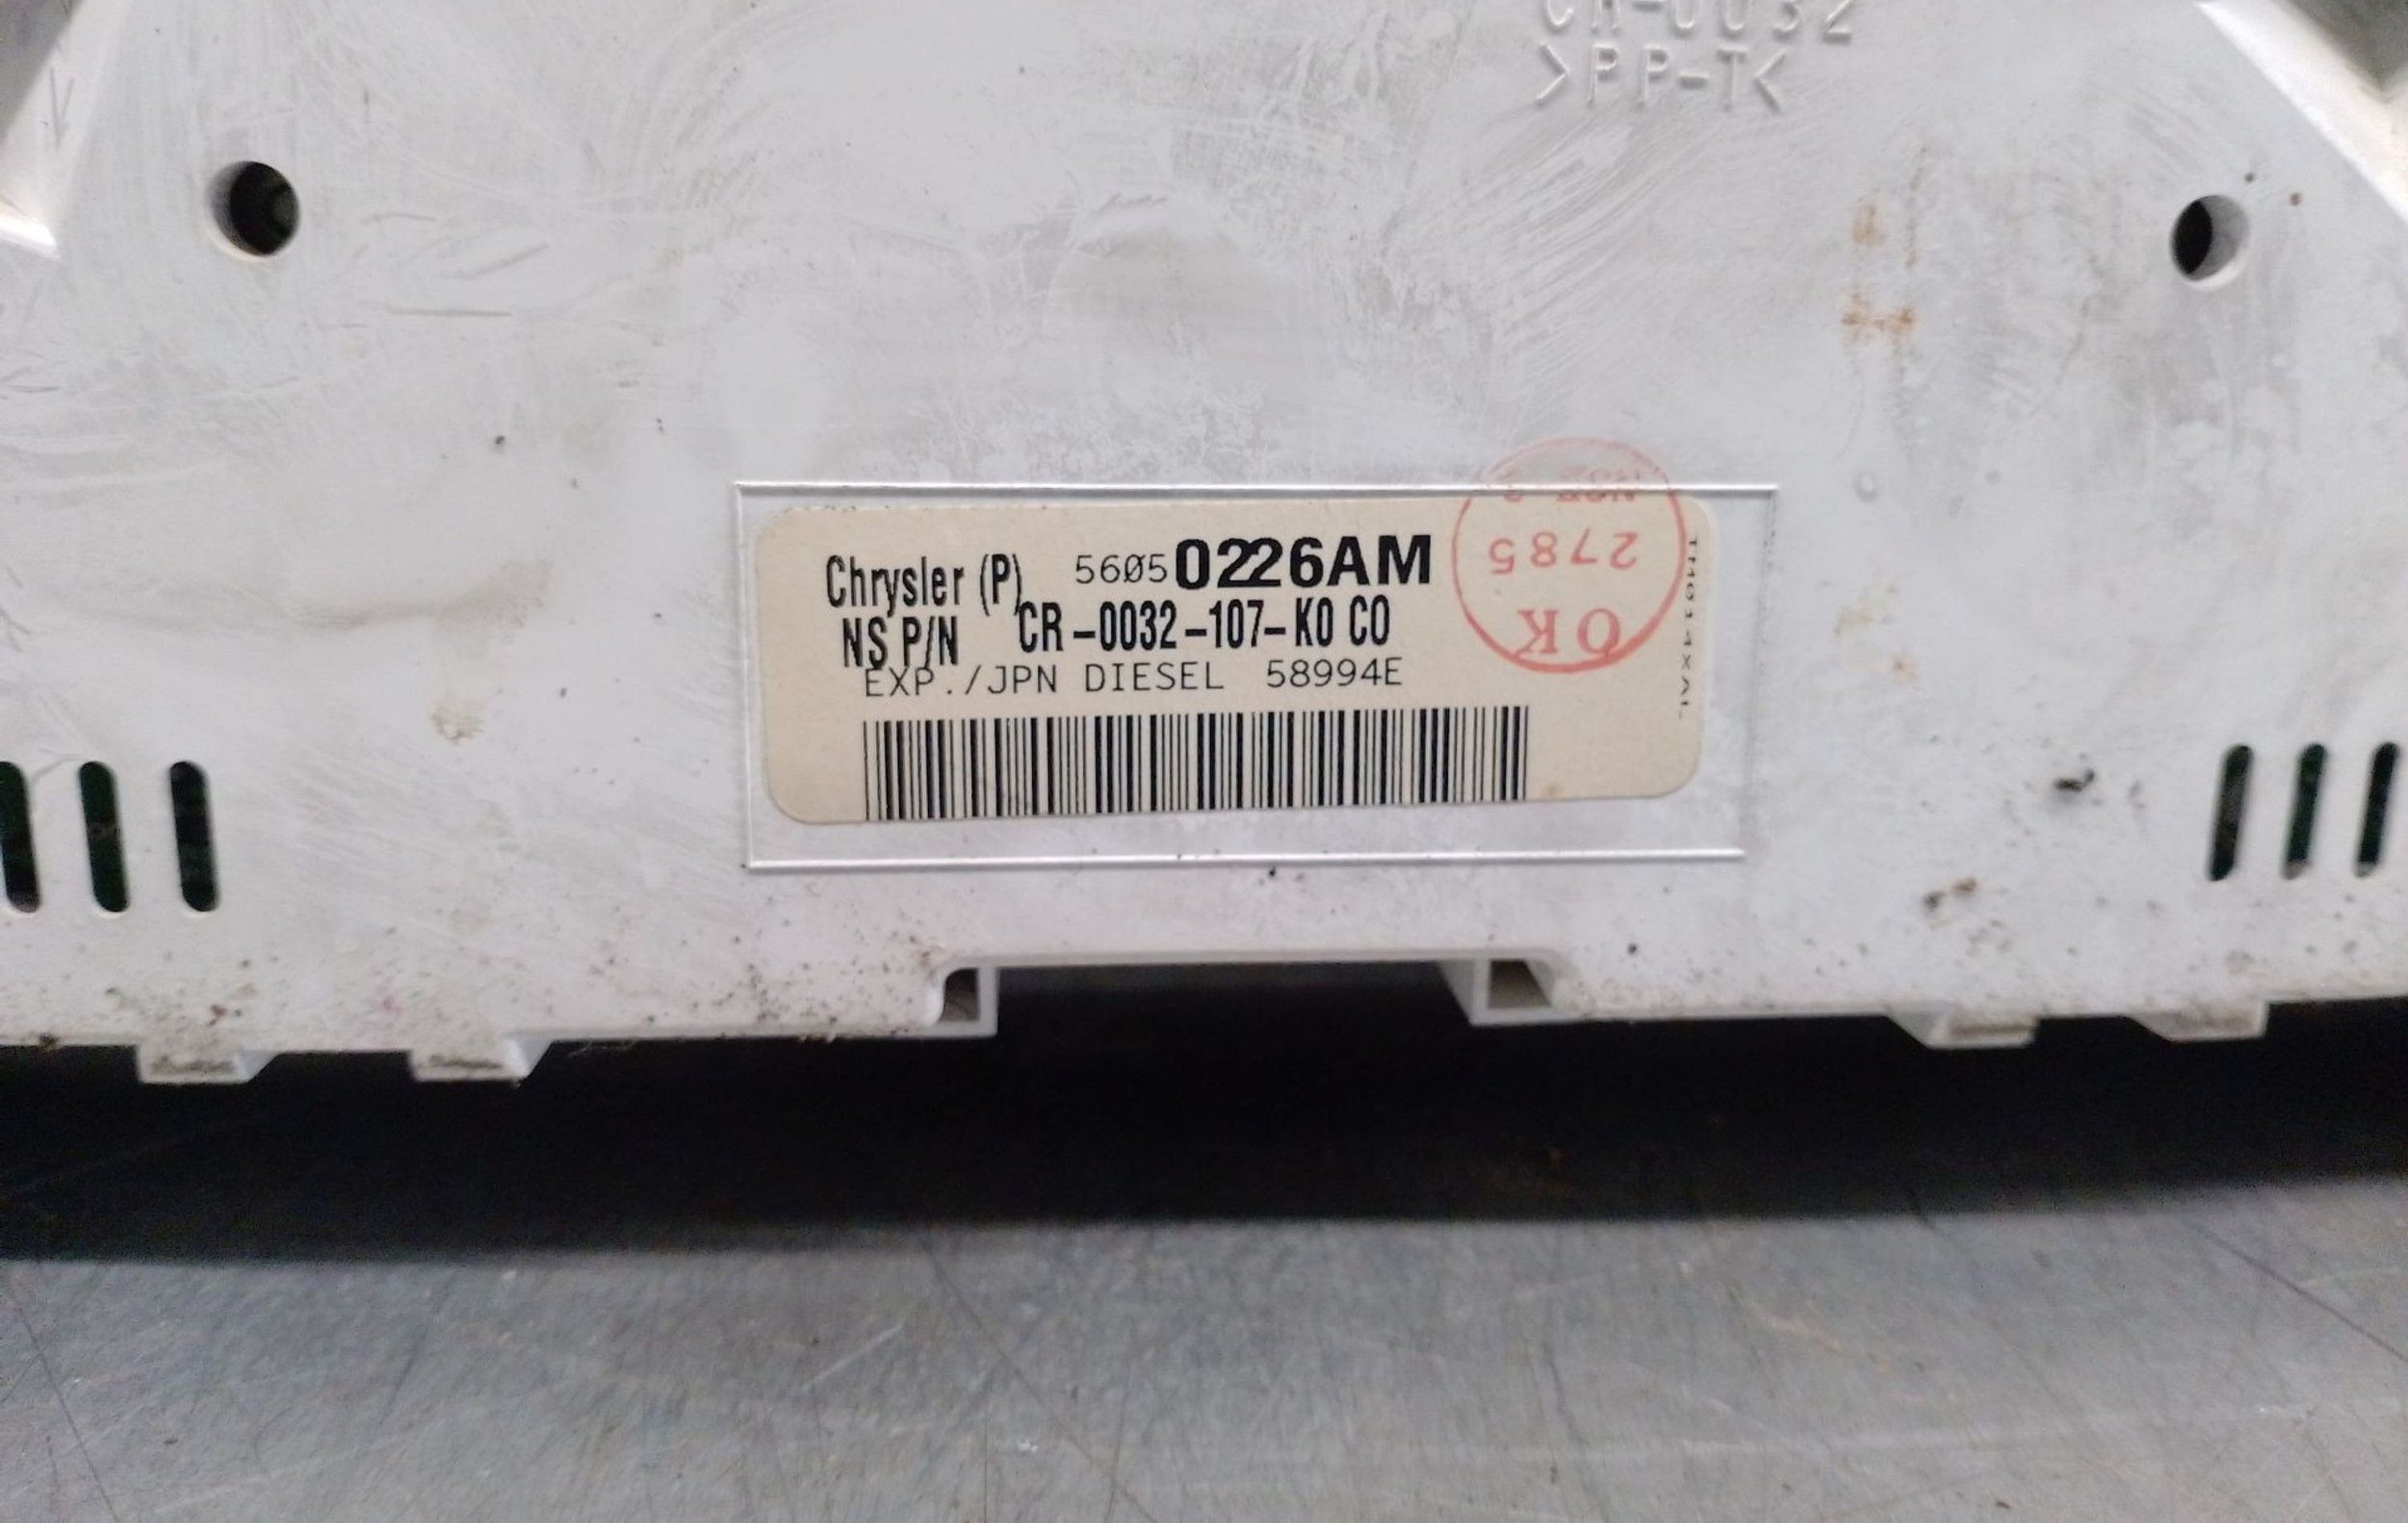 CR-0032
>PP-T<
Chrysler (P) 56050226AM
NS P/N CR-0032-107-K0 C0
EXP./JPN DIESEL 58994E
2785
OK